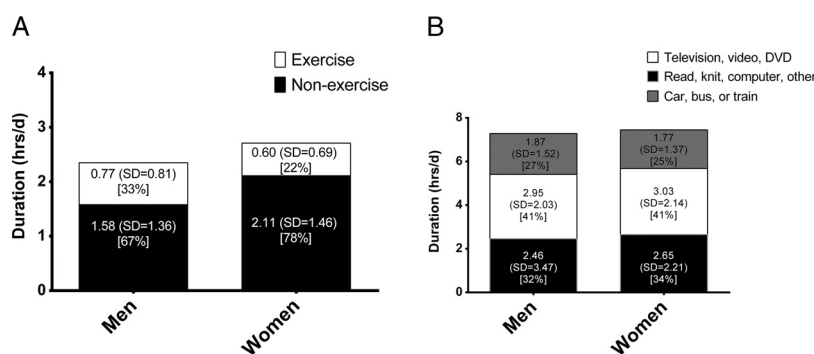 A
Exercise
Non-exercise
Duration (hrs/d)
4
3
2
1
0
0.77 (SD=0.81)
[33%]
1.58 (SD=1.36)
[67%]
0.60 (SD=0.69)
[22%]
2.11 (SD=1.46)
[78%]
Men
Women
B
Television, video, DVD
Read, knit, computer, other
Car, bus, or train
Duration (hrs/d)
8
6
4
2
0
1.87
(SD=1.52)
[27%]
2.95
(SD=2.03)
[41%]
2.46
(SD=3.47)
[32%]
1.77
(SD=1.37)
[25%]
3.03
(SD=2.14)
[41%]
2.65
(SD=2.21)
[34%]
Men
Women